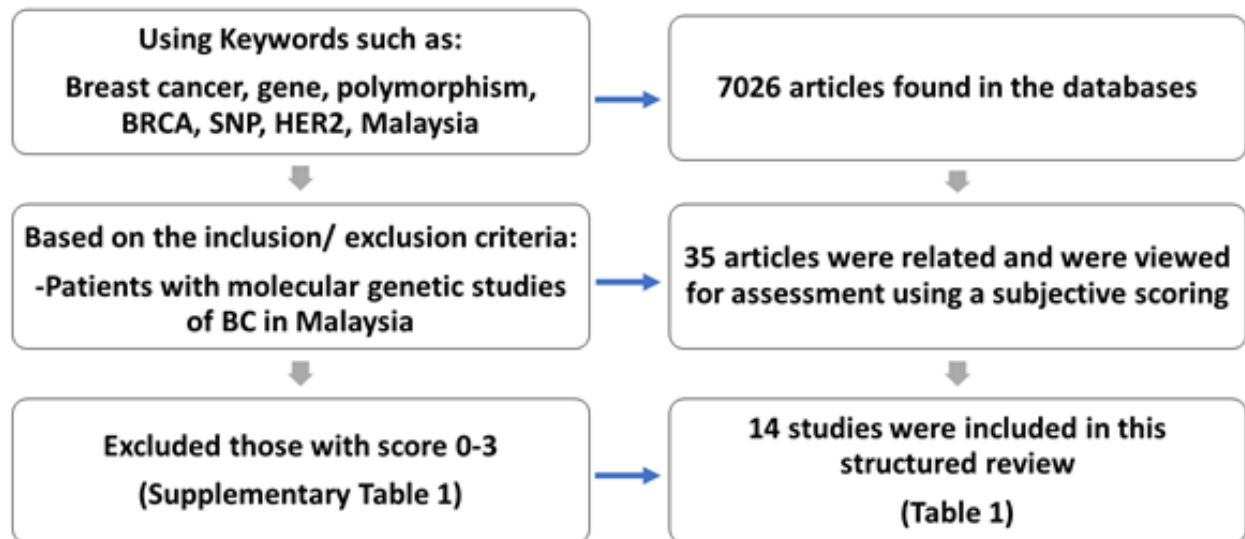 Using Keywords such as:
Breast cancer, gene, polymorphism,
BRCA, SNP, HER2, Malaysia
7026 articles found in the databases
Based on the inclusion/ exclusion criteria:
-Patients with molecular genetic studies
of BC in Malaysia
35 articles were related and were viewed
for assessment using a subjective scoring
Excluded those with score 0-3
(Supplementary Table 1)
14 studies were included in this
structured review
(Table 1)